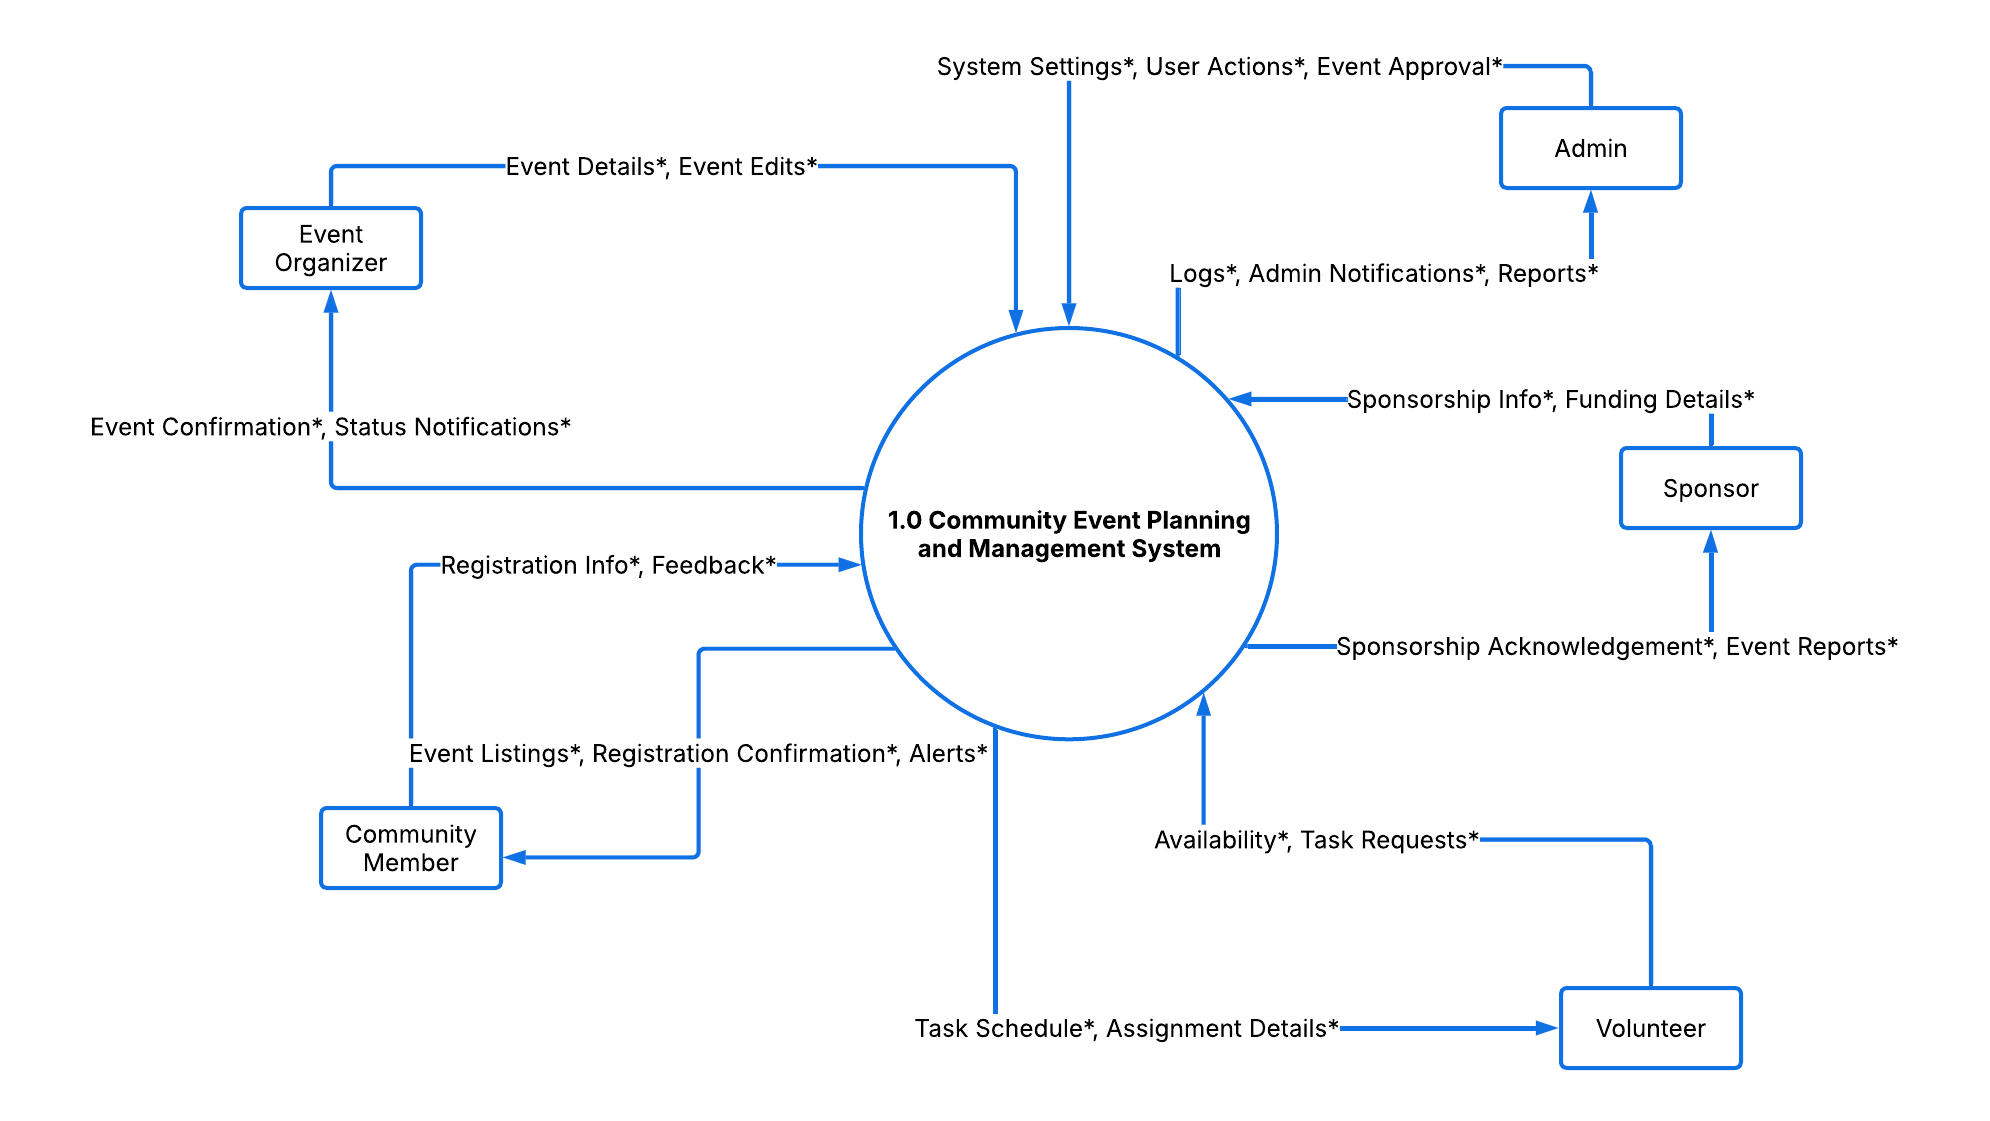 System Settings*, User Actions*, Event Approval*
Admin
Event Details*, Event Edits*
Event
Organizer
Logs*, Admin Notifications*, Reports*
Sponsorship Info*, Funding Details*
Event Confirmation*, Status Notifications*
Sponsor
1.0 Community Event Planning
and Management System
Registration Info*, Feedback*
Sponsorship Acknowledgement*, Event Reports*
Event Listings*, Registration Confirmation*, Alerts*
Community
Member
Availability*, Task Requests*
Task Schedule*, Assignment Details*
Volunteer